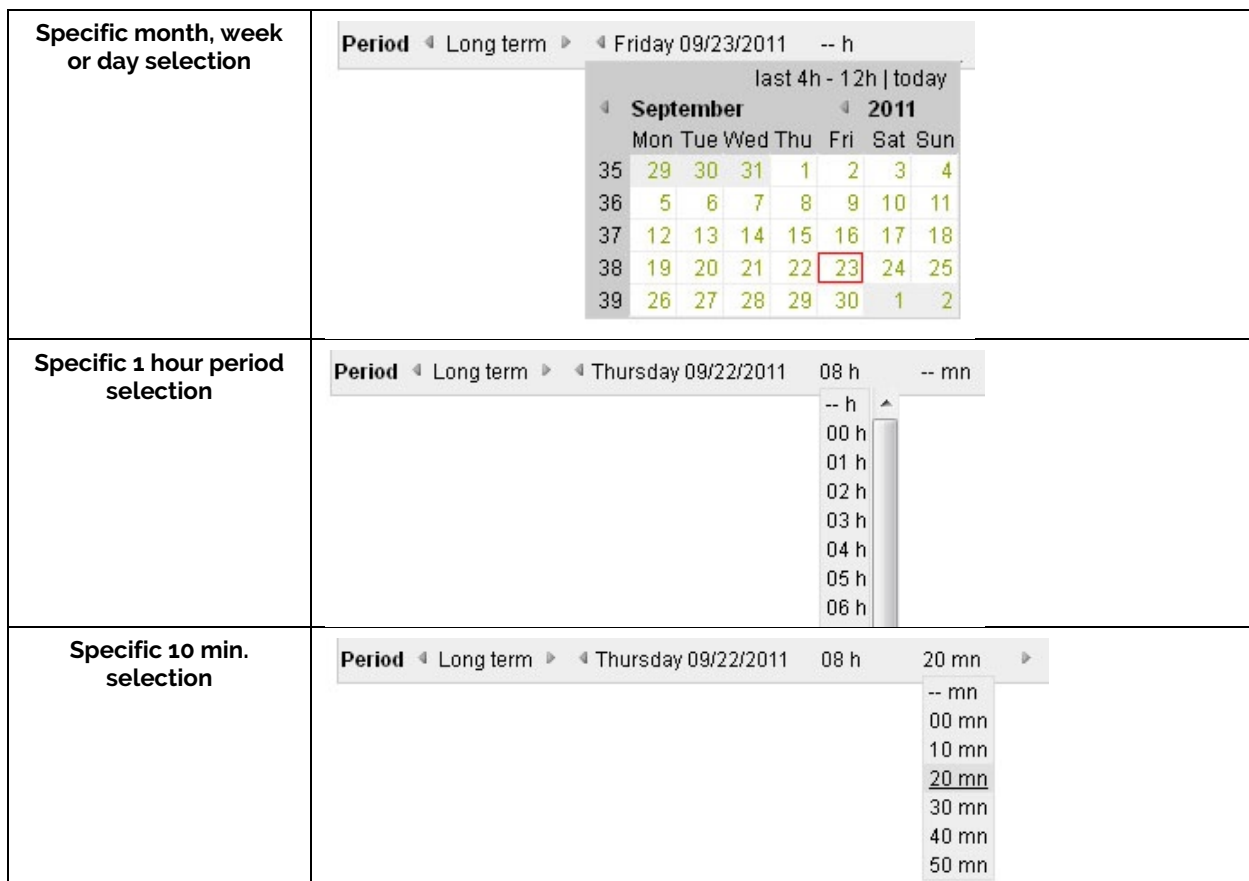 Specific month, week
or day selection
Period Long term Friday 09/23/2011 -- h
last 4h - 12h | today
September 2011
Mon Tue Wed Thu Fri Sat Sun
35 29 30 31 1 2 3 4
36 5 6 7 8 9 10 11
37 12 13 14 15 16 17 18
38 19 20 21 22 23 24 25
39 26 27 28 29 30 1 2
Specific 1 hour period
selection
Period Long term Thursday 09/22/2011 08 h -- mn
-- h
00 h
01 h
02 h
03 h
04 h
05 h
06 h
Specific 10 min.
selection
Period Long term Thursday 09/22/2011 08 h 20 mn
-- mn
00 mn
10 mn
20 mn
30 mn
40 mn
50 mn